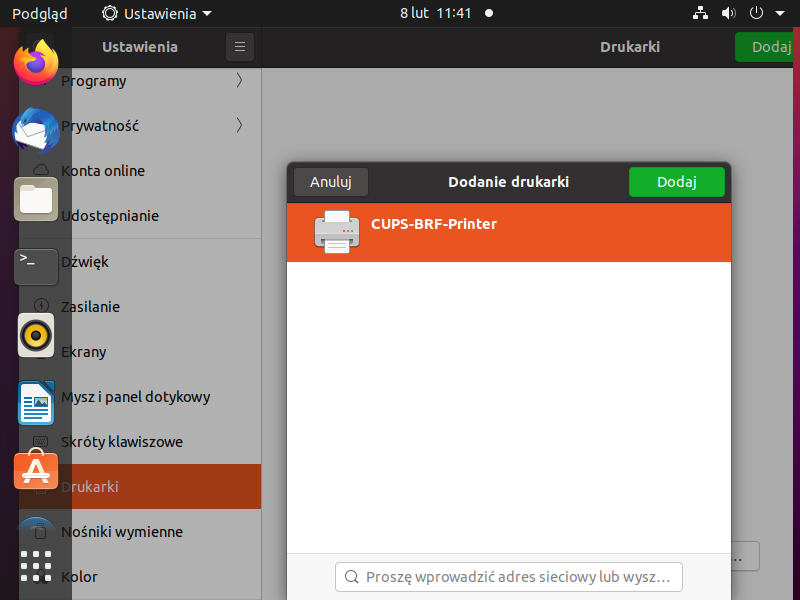 Podgląd
Ustawienia
8 lut 11:41
Ustawienia
Drukarki
Dodaj
Programy
Prywatność
Konta online
Udostępnianie
Dźwięk
Zasilanie
Ekrany
Mysz i panel dotykowy
Skróty klawiszowe
Drukarki
Nośniki wymienne
Kolor
Anuluj
Dodanie drukarki
Dodaj
CUPS-BRF-Printer
Proszę wprowadzić adres sieciowy lub wysz…